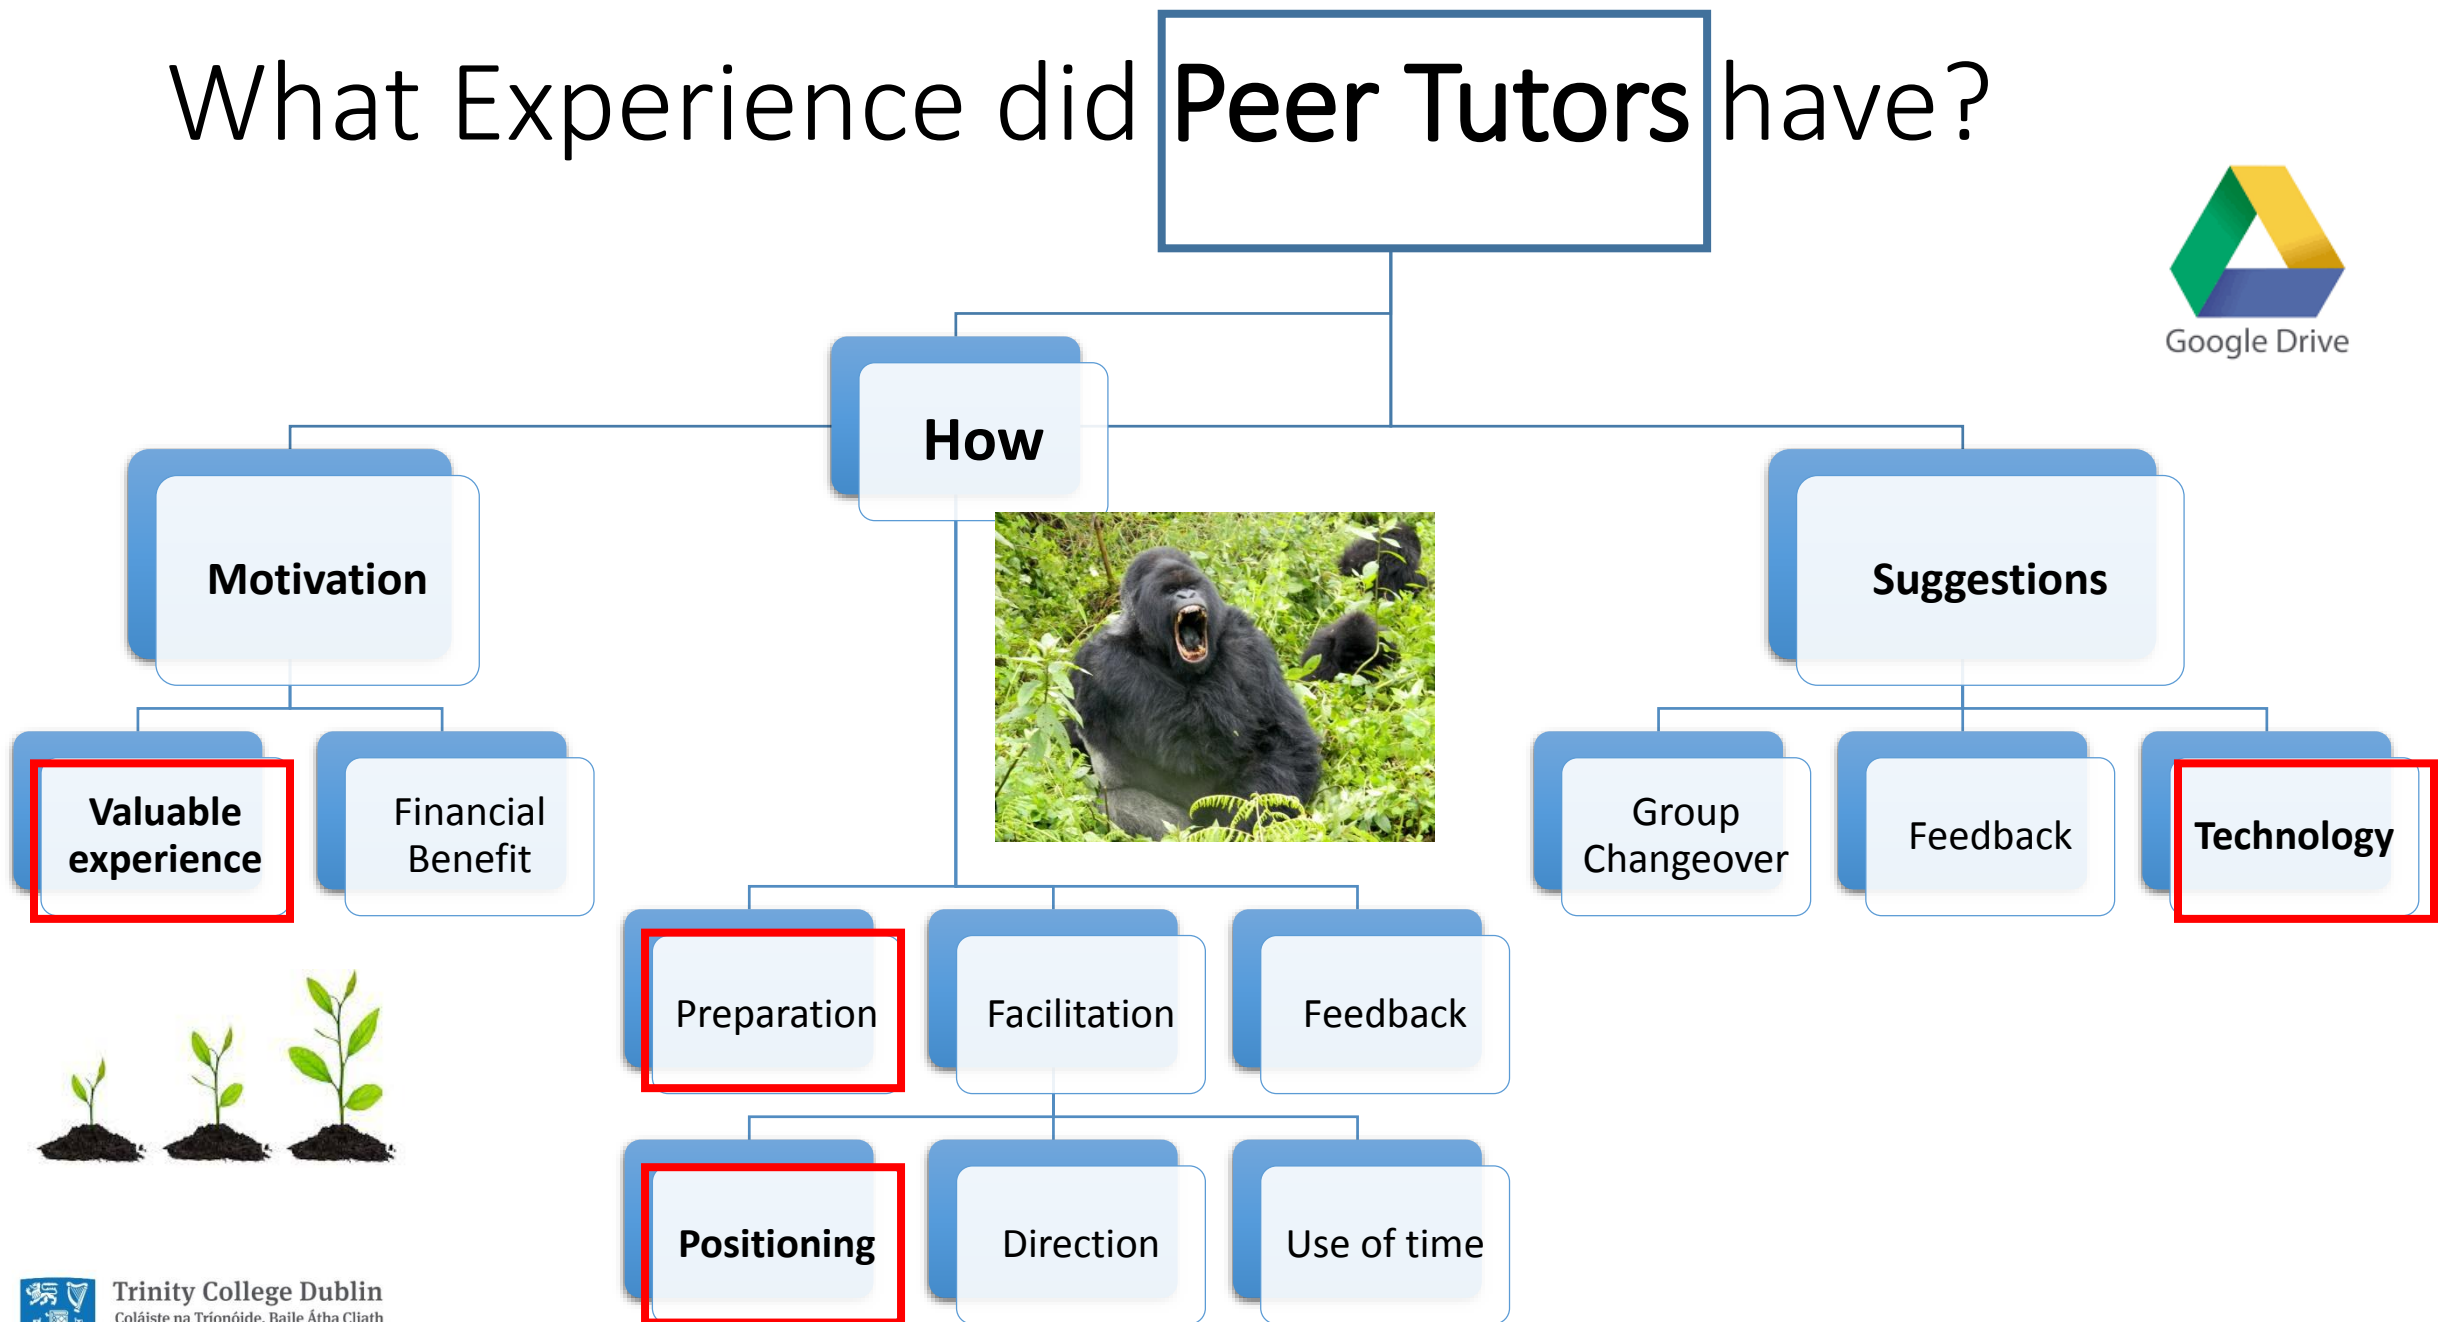 What Experience did Peer Tutors have?
Google Drive
How
Motivation
Suggestions
Valuable
experience
Financial
Benefit
Group
Changeover
Feedback
Technology
Preparation
Facilitation
Feedback
Positioning
Direction
Use of time
Trinity College Dublin
Coláiste na Tríonóide, Baile Átha Cliath